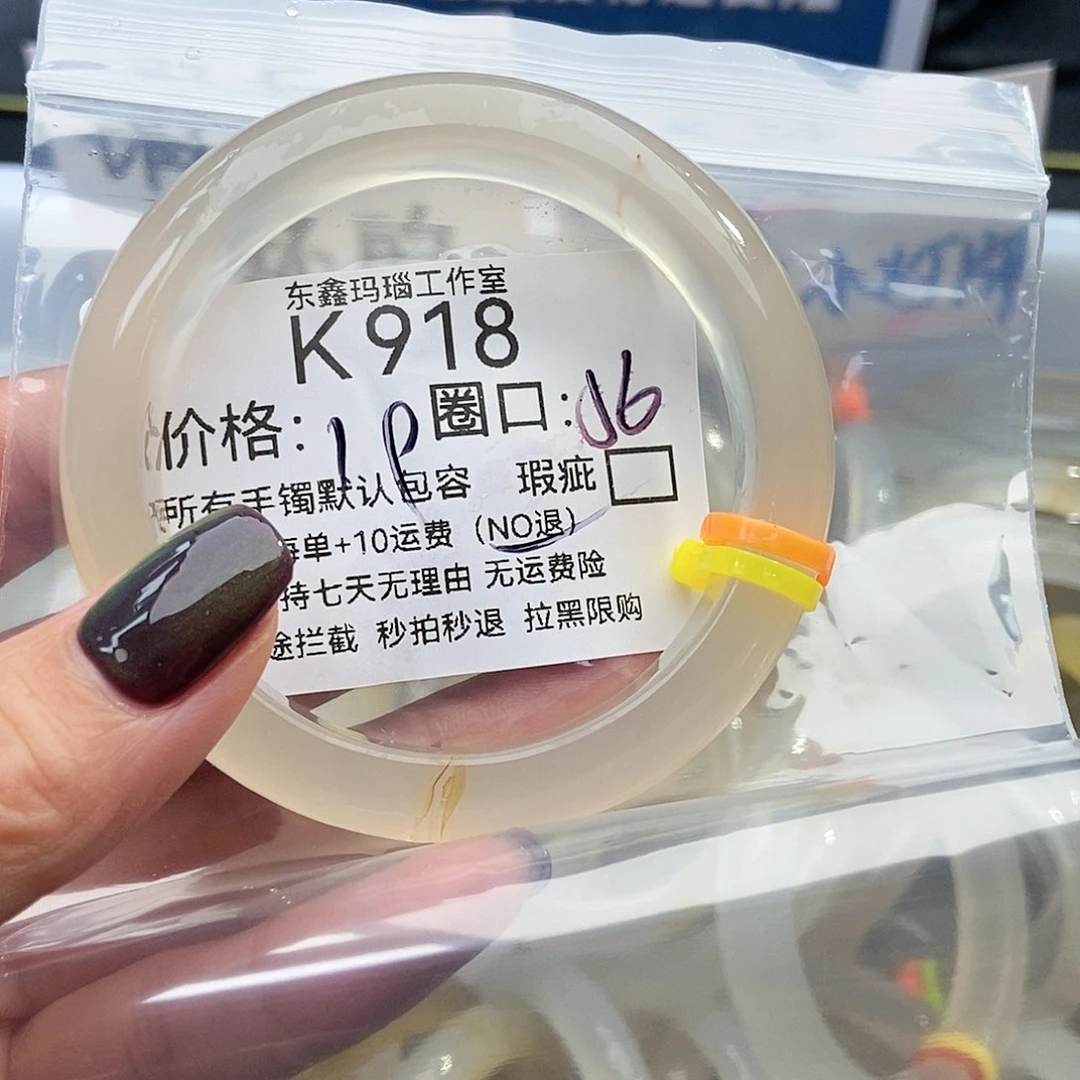 东鑫玛瑙工作室
K918
价格: 圈口:56
所有手镯默认包容 瑕疵
每单+10运费(NO退)
持七天无理由 无运费险
途拦截 秒拍秒退 拉黑限购